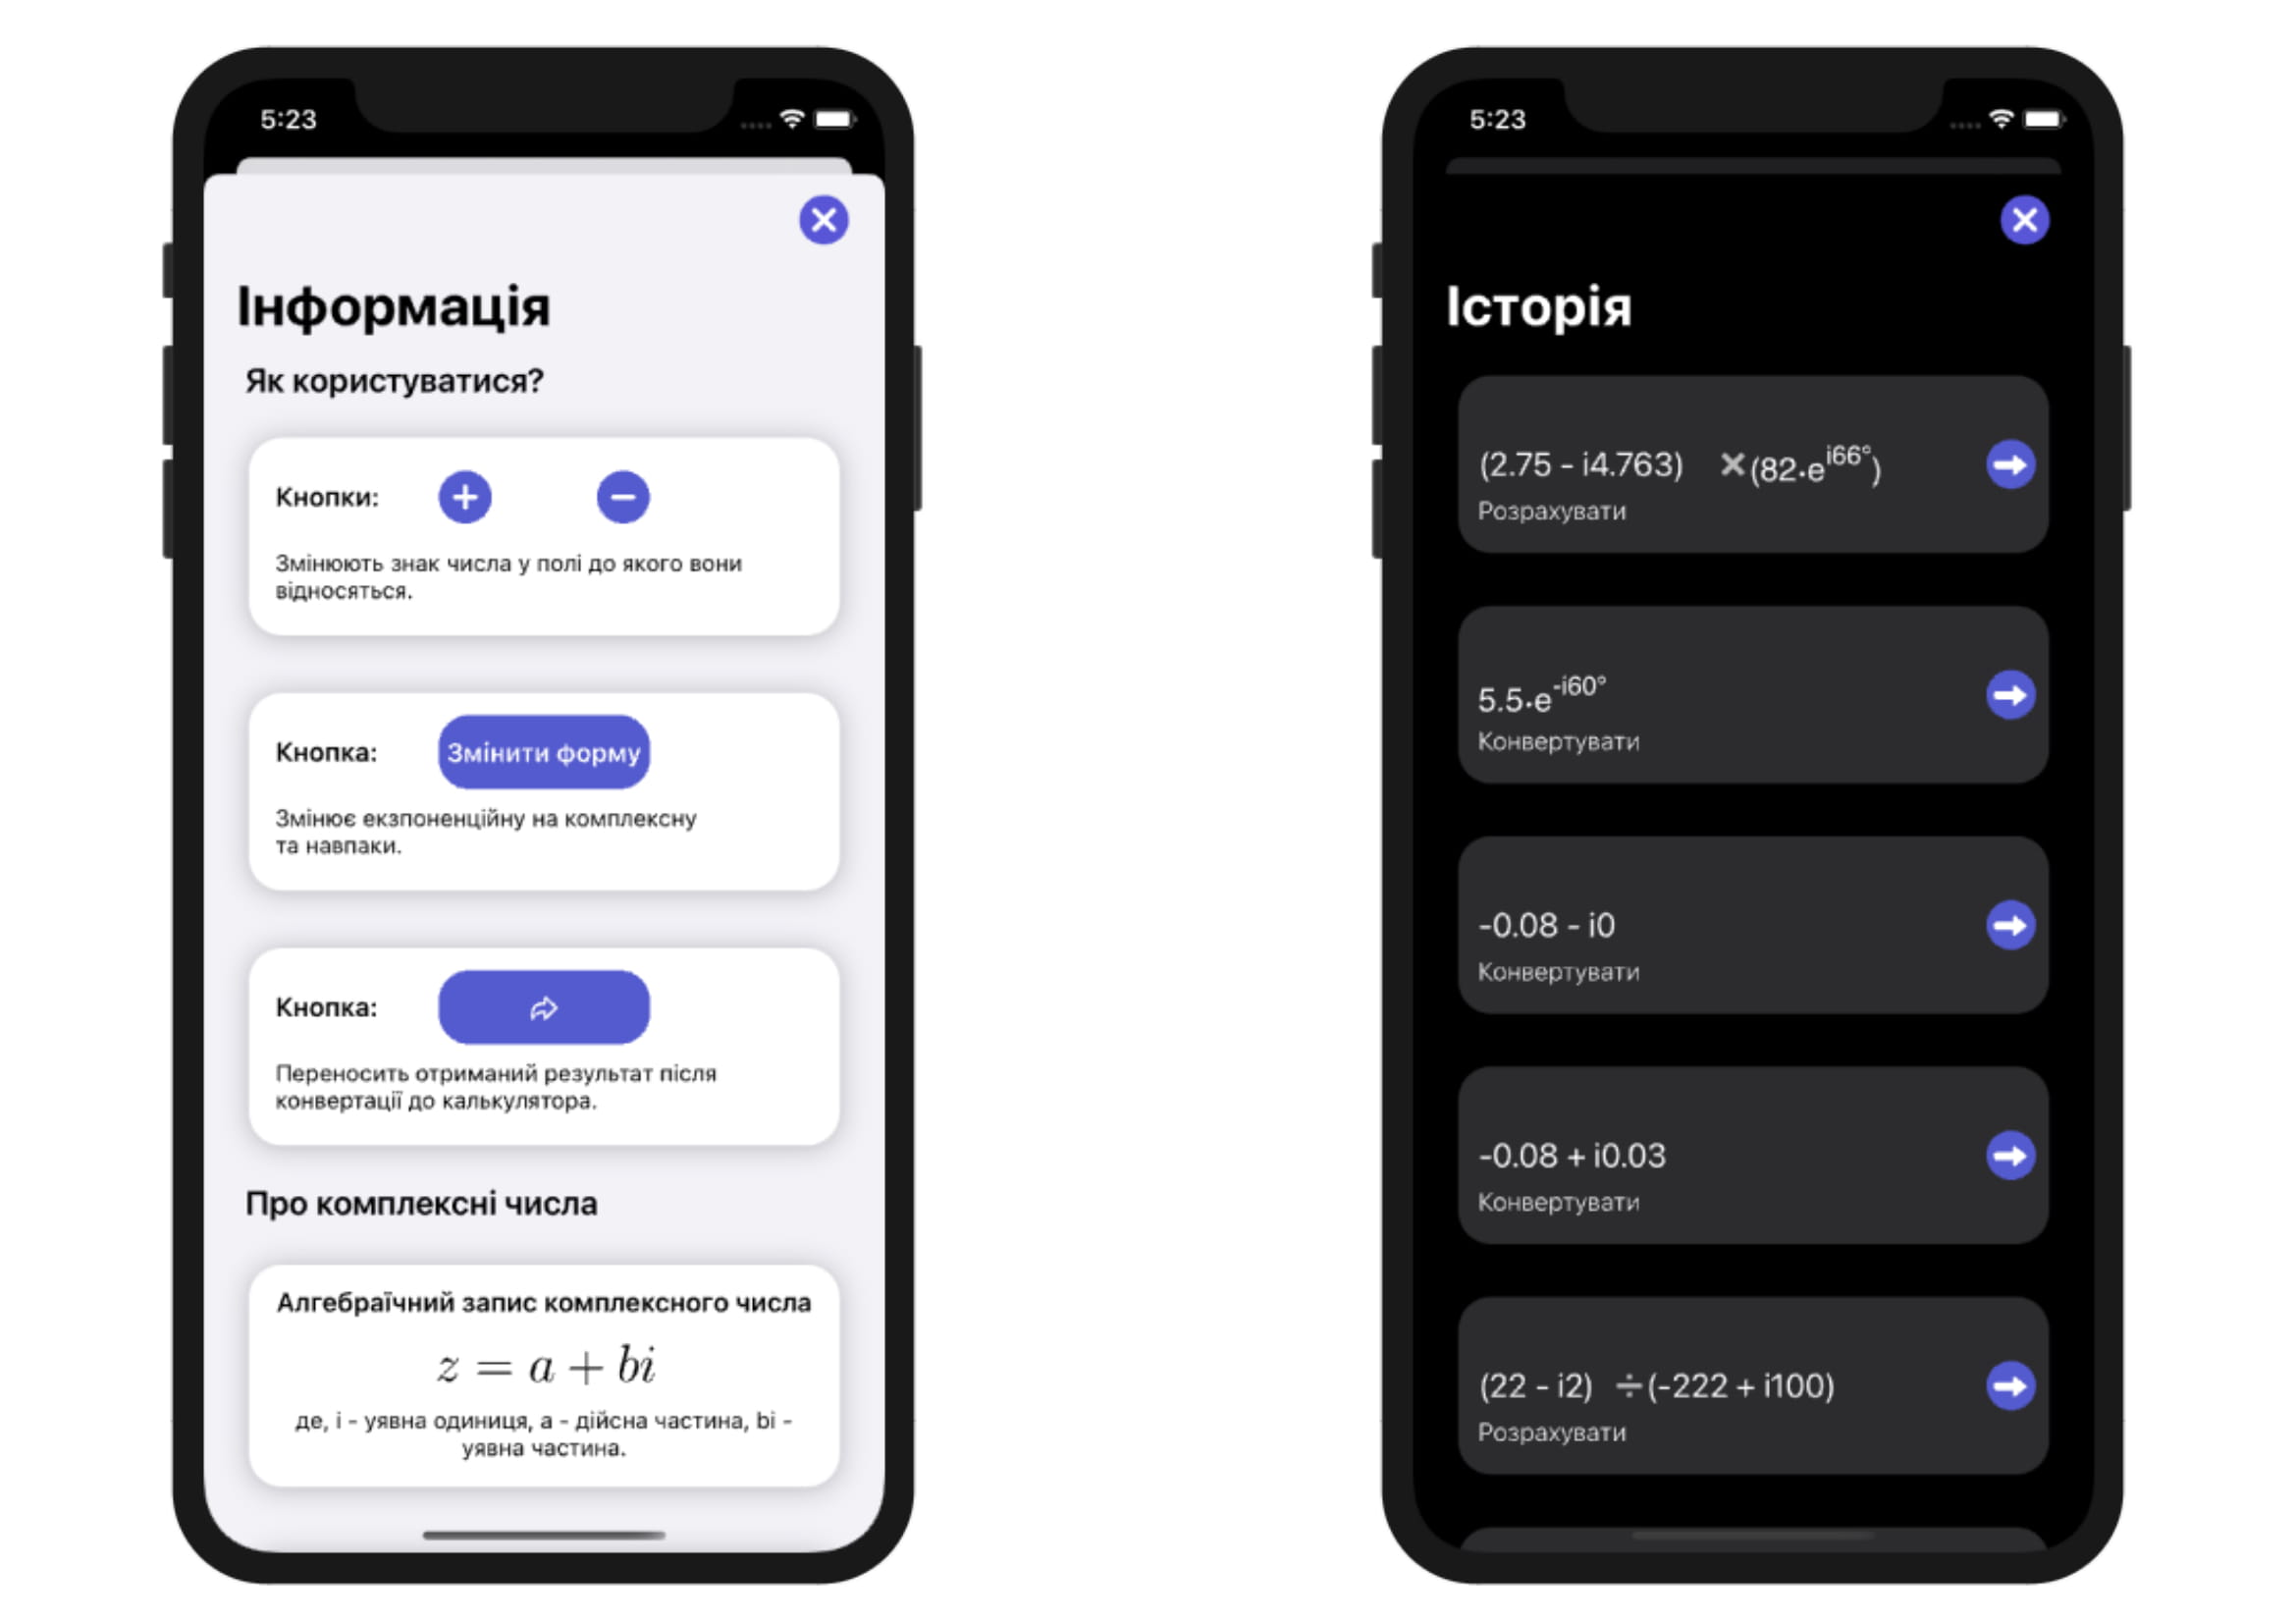 5:23
Інформація
Як користуватися?
Кнопки:
Змінюють знак числа у полі до якого вони
відносяться.
Кнопка: Змінити форму
Змінює екзпоненційну на комплексну
та навпаки.
Кнопка:
Переносить отриманий результат після
конвертації до калькулятора.
Про комплексні числа
Алгебраїчний запис комплексного числа
z = a + bi
де, i - уявна одиниця, a - дійсна частина, bi -
уявна частина.
5:23
Історія
(2.75 - i4.763) ×(82·e^i66°)
Розрахувати
5.5·e^-i60°
Конвертувати
-0.08 - i0
Конвертувати
-0.08 + i0.03
Конвертувати
(22 - i2) ÷(-222 + i100)
Розрахувати